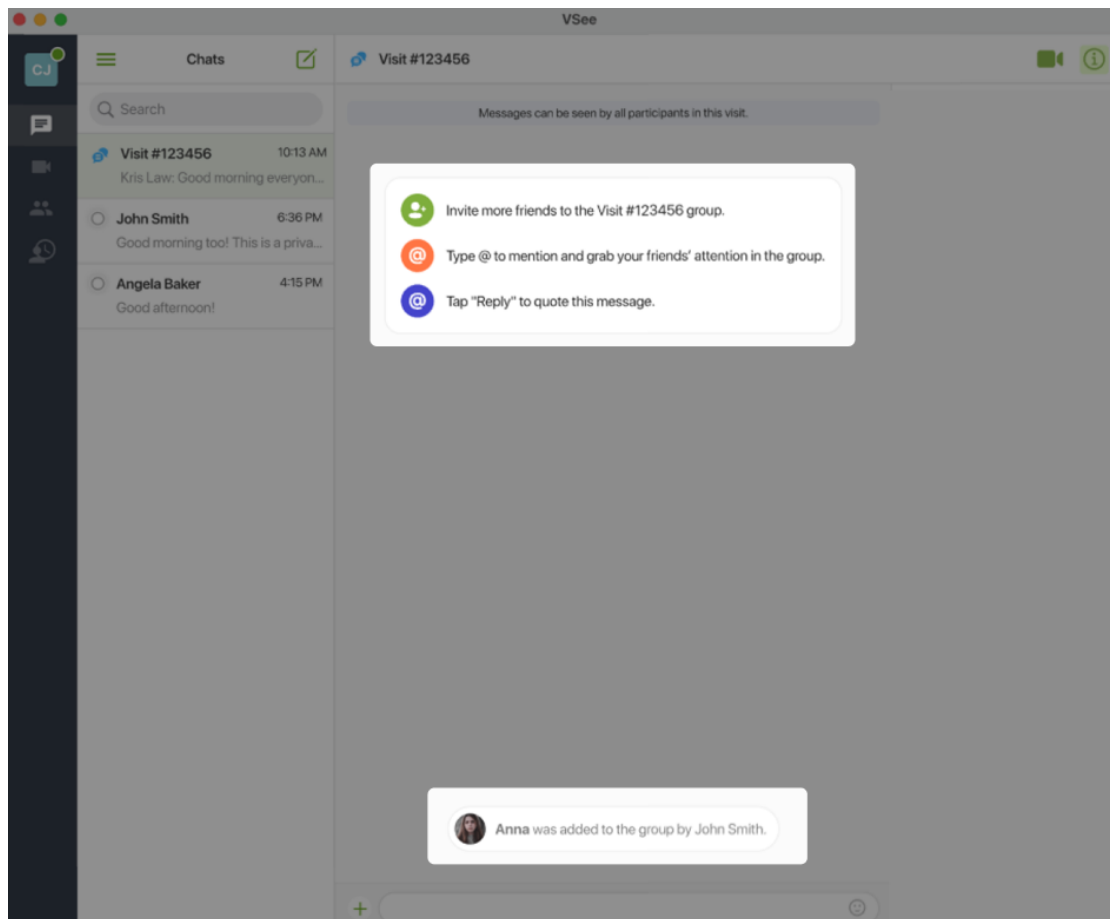 VSee
CJ
Chats
Visit #123456
Search
Messages can be seen by all participants in this visit.
Visit #123456 10:13 AM
Kris Law: Good morning everyon...
John Smith 6:36 PM
Good morning too! This is a priva...
Angela Baker 4:15 PM
Good afternoon!
Invite more friends to the Visit #123456 group.
@ Type @ to mention and grab your friends' attention in the group.
@ Tap "Reply" to quote this message.
Anna was added to the group by John Smith.